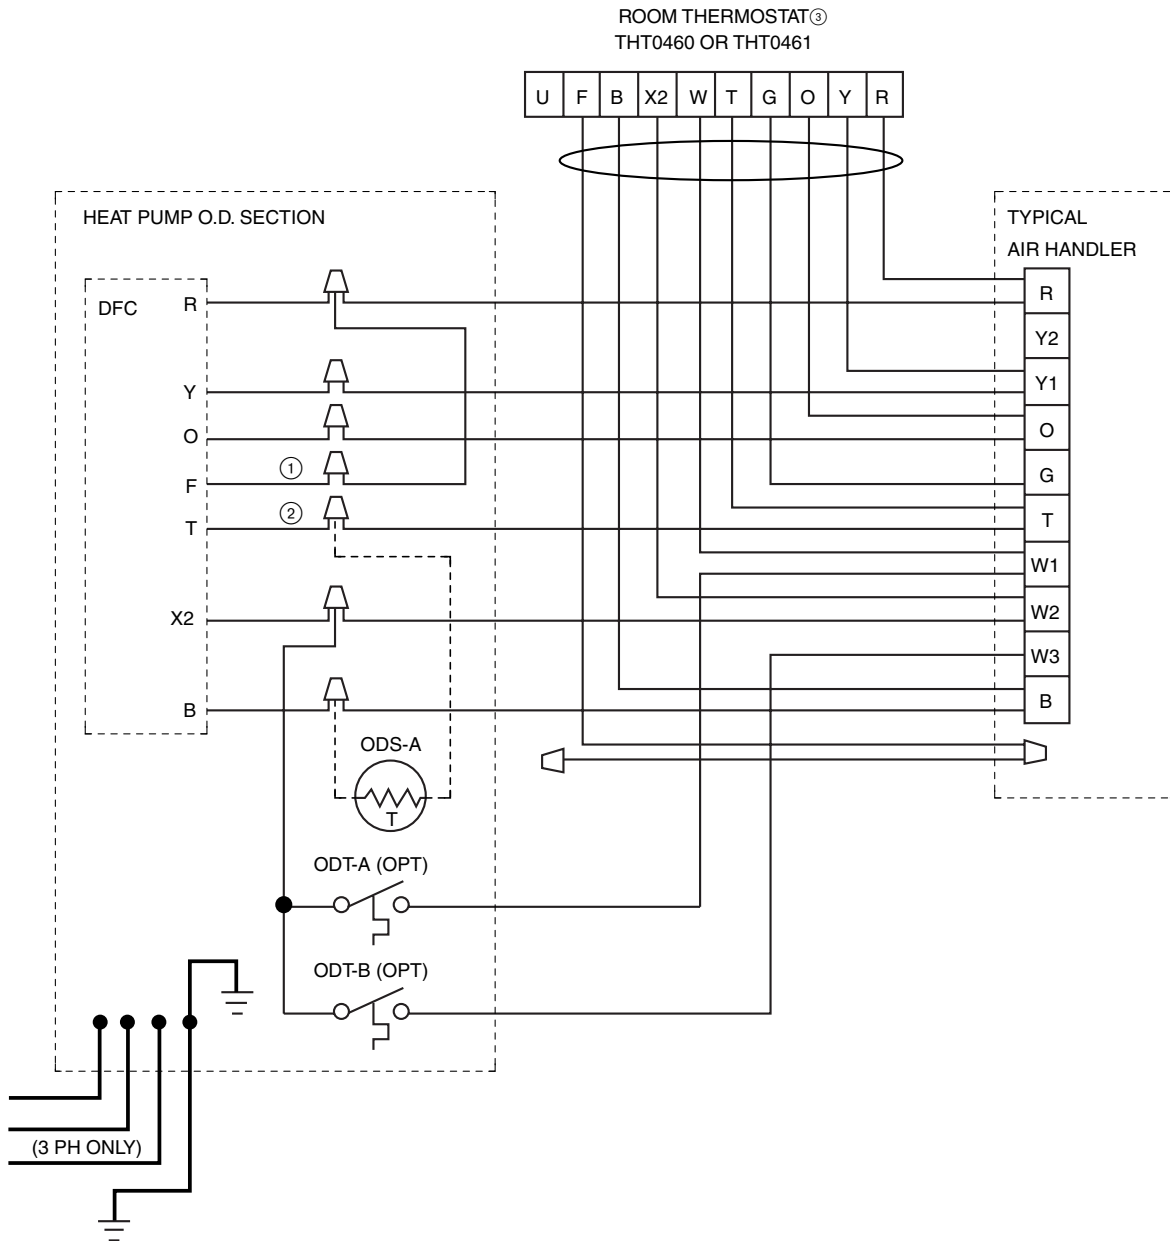 ROOM THERMOSTAT③
THT0460 OR THT0461
U F B X2 W T G O Y R
HEAT PUMP O.D. SECTION
TYPICAL
AIR HANDLER
DFC
R
Y
O
① F
② T
X2
B
R
Y2
Y1
O
G
T
W1
W2
W3
B
ODS-A
T
ODT-A (OPT)
ODT-B (OPT)
(3 PH ONLY)